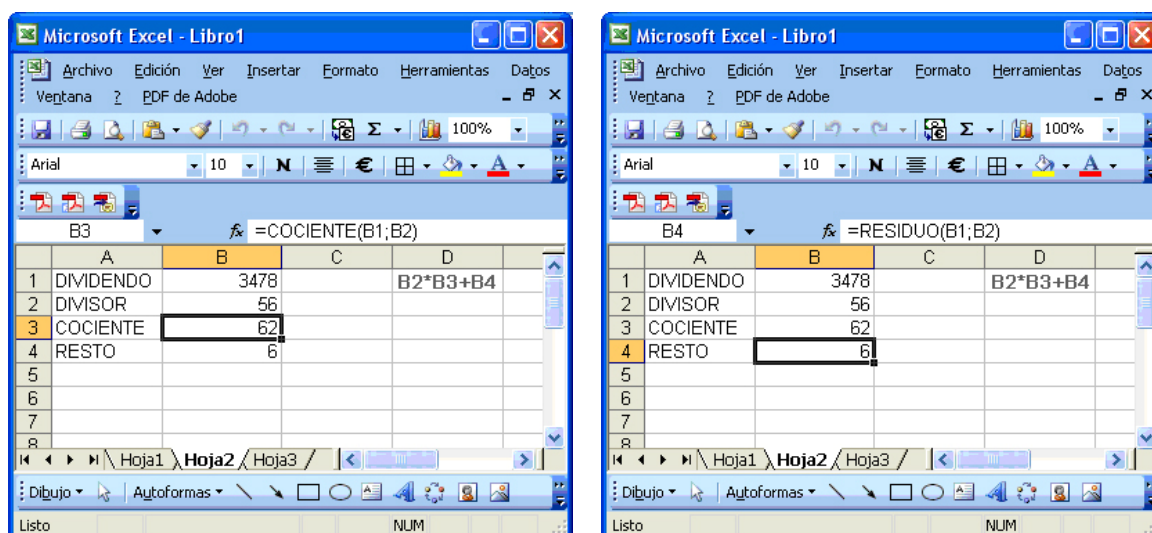 Microsoft Excel - Libro1
Archivo Edición Ver Insertar Formato Herramientas Datos
Ventana ? PDF de Adobe
100%
Arial 10 N € A
B3 fx =COCIENTE(B1;B2)
A B C D
1 DIVIDENDO 3478 B2*B3+B4
2 DIVISOR 56
3 COCIENTE 62
4 RESTO 6
5
6
7
8
Hoja1 Hoja2 Hoja3
Dibujo Autoformas
Listo NUM
Microsoft Excel - Libro1
Archivo Edición Ver Insertar Formato Herramientas Datos
Ventana ? PDF de Adobe
100%
Arial 10 N € A
B4 fx =RESIDUO(B1;B2)
A B C D
1 DIVIDENDO 3478 B2*B3+B4
2 DIVISOR 56
3 COCIENTE 62
4 RESTO 6
5
6
7
8
Hoja1 Hoja2 Hoja3
Dibujo Autoformas
Listo NUM